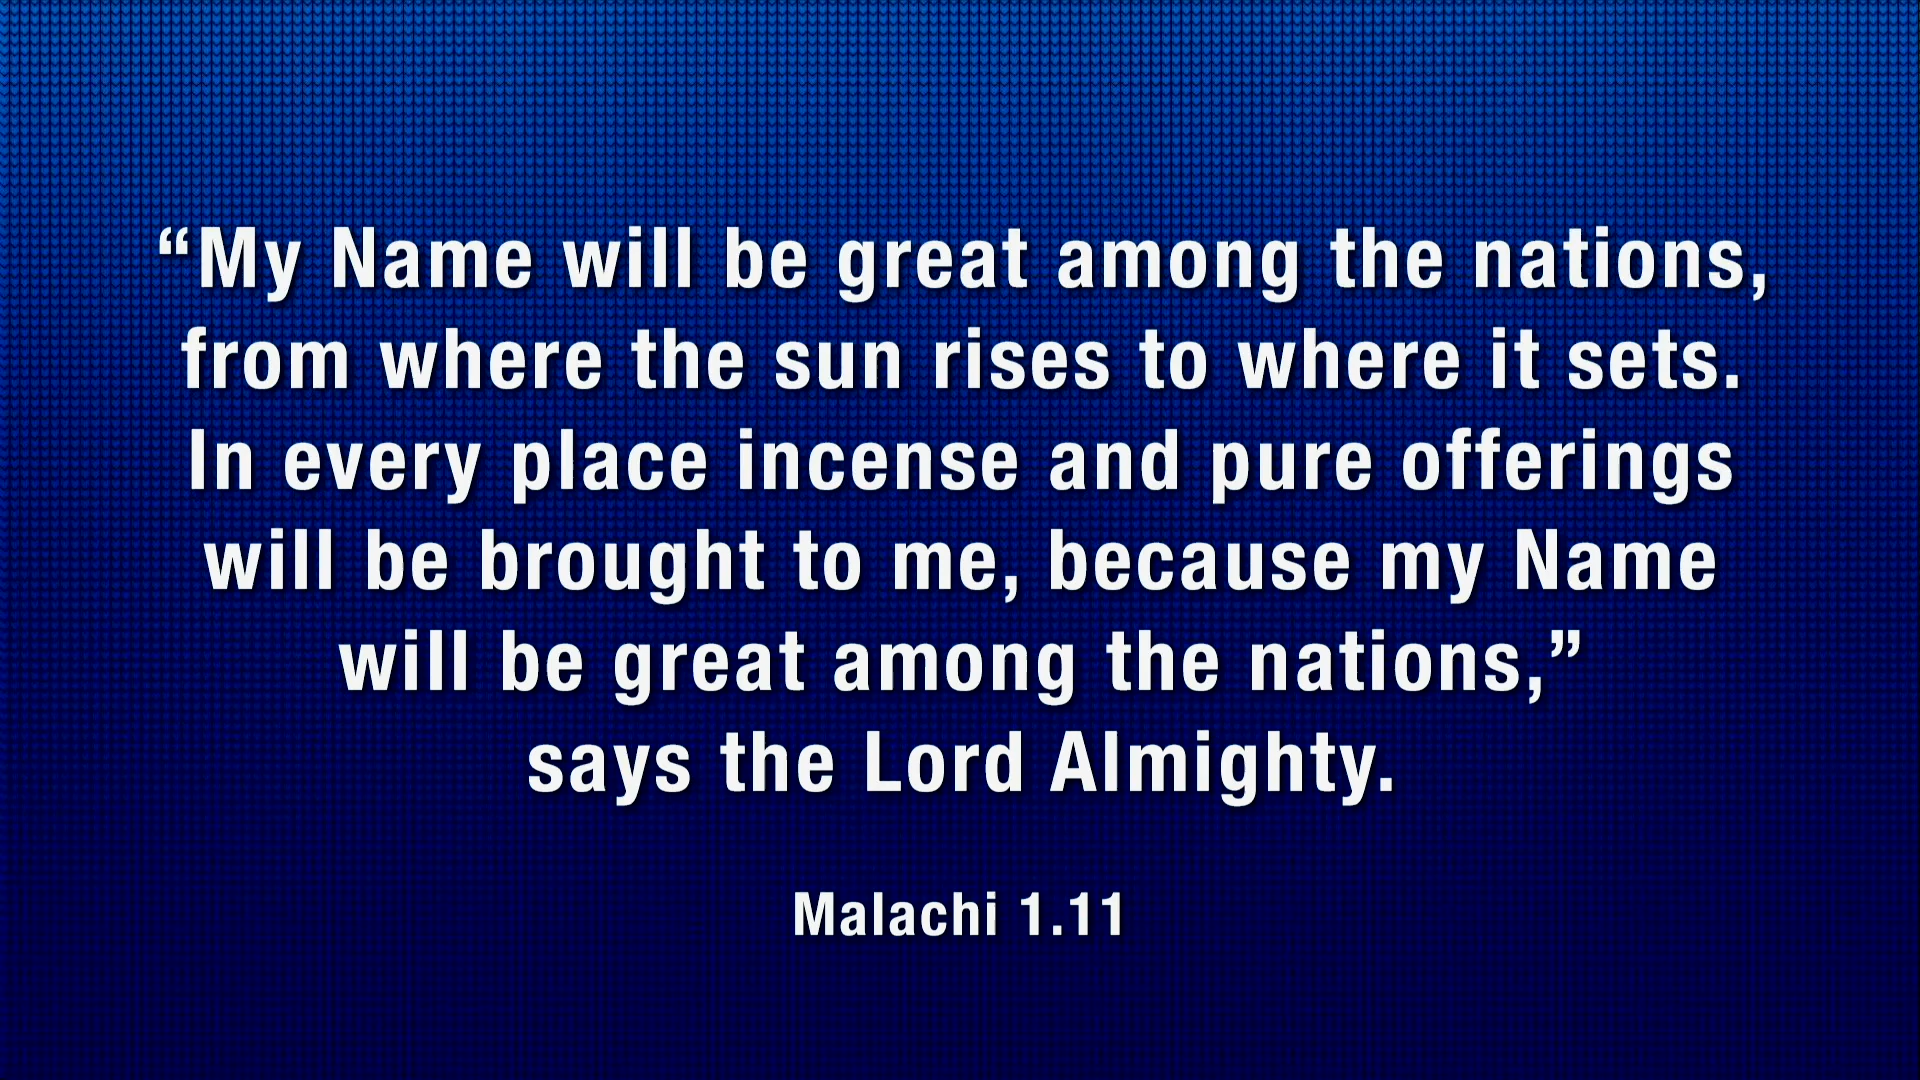 “My Name will be great among the nations,
from where the sun rises to where it sets.
In every place incense and pure offerings
will be brought to me, because my Name
will be great among the nations,”
says the Lord Almighty.
Malachi 1.11